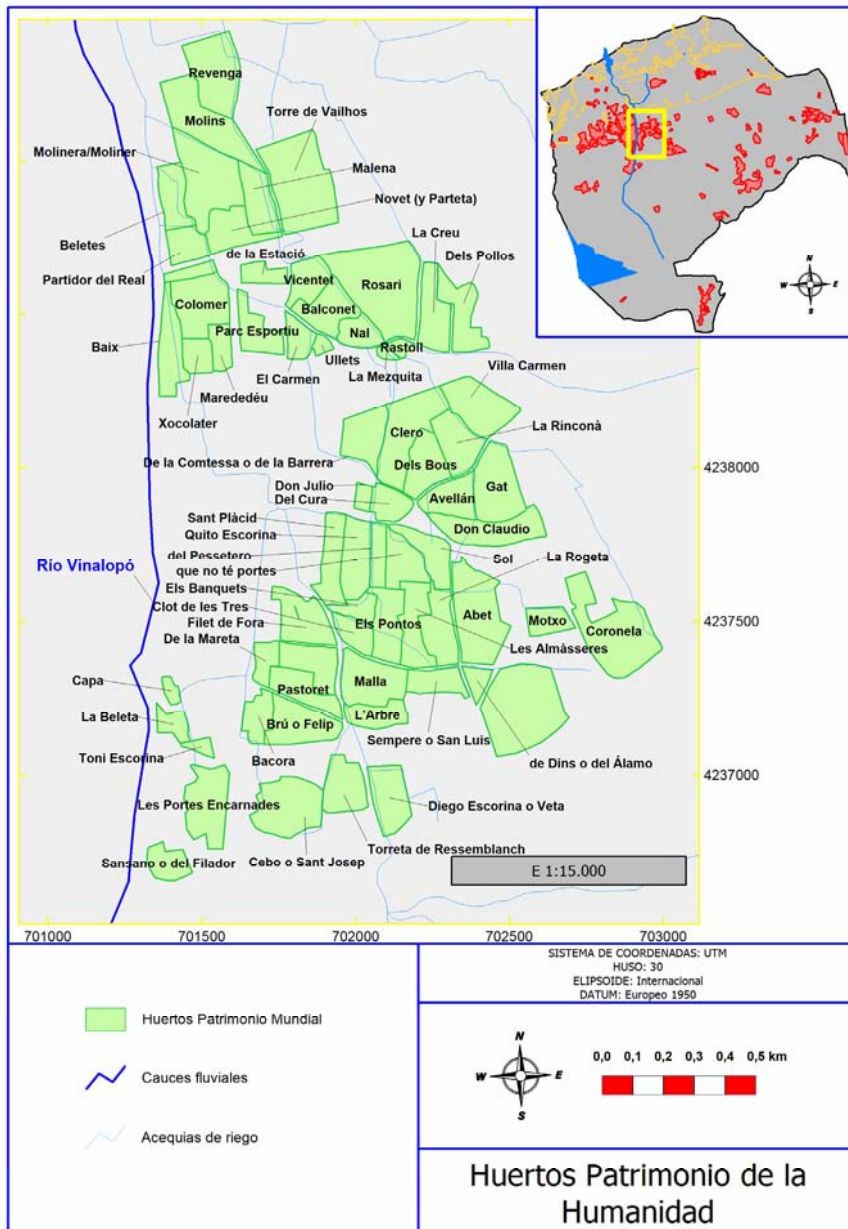 Revenga
Molins
Torre de Vailhos
Molinera/Moliner
Malena
Novet (y Parteta)
Beletes
La Creu
de la Estació
Dels Pollos
Partidor del Real
Vicentet
Rosari
Colomer
Balconet
Parc Esportiu
Nal
Baix
Rastoll
Ullets
El Carmen
La Mezquita
Villa Carmen
Marededéu
Xocolater
Clero
La Rinconà
De la Comtessa o de la Barrera
Dels Bous
4238000
Don Julio
Gat
Del Cura
Avellán
Sant Plàcid
Don Claudio
Quito Escorina
del Pessetero
Sol
La Rogeta
Río Vinalopó
que no té portes
Els Banquets
Clot de les Tres
Abet
Motxo
Filet de Fora
Els Pontos
4237500
Coronela
De la Mareta
Les Almàsseres
Capa
Pastoret
Malla
La Beleta
Brú o Felip
L'Arbre
Sempere o San Luis
Toni Escorina
Bacora
de Dins o del Álamo
4237000
Les Portes Encarnades
Diego Escorina o Veta
Torreta de Ressemblanch
Sansano o del Filador
Cebo o Sant Josep
E 1:15.000
701000
701500
702000
702500
703000
N
W
E
S
SISTEMA DE COORDENADAS: UTM
HUSO: 30
ELIPSOIDE: Internacional
DATUM: Europeo 1950
Huertos Patrimonio Mundial
Cauces fluviales
Acequias de riego
N
W
E
S
0,0 0,1 0,2 0,3 0,4 0,5 km
Huertos Patrimonio de la
Humanidad